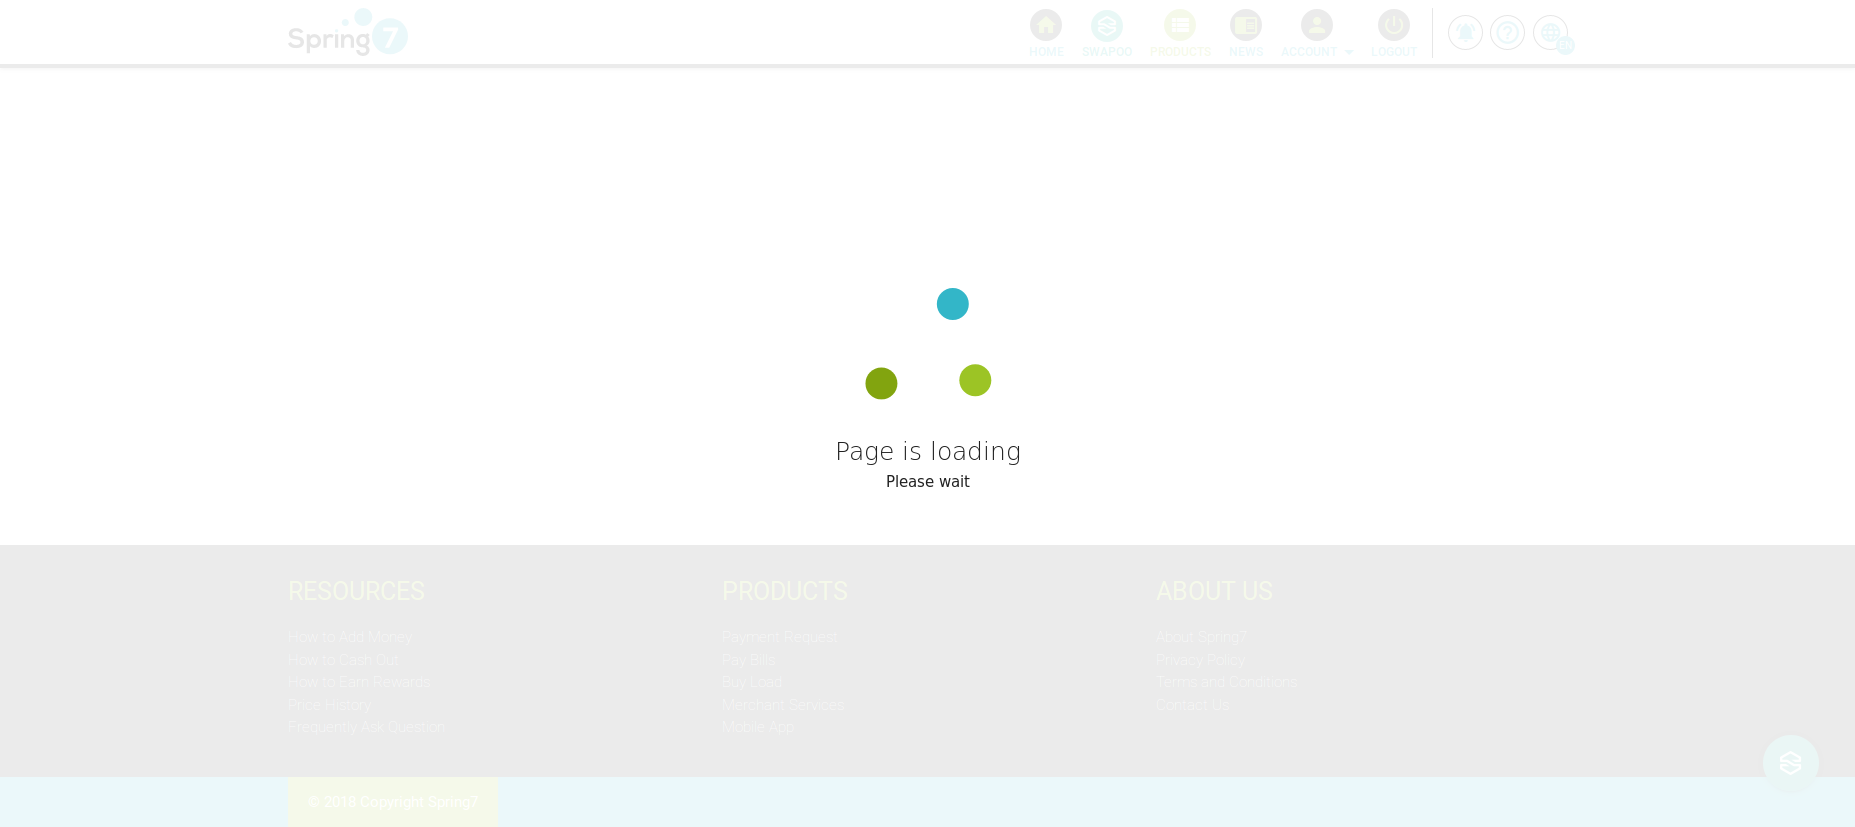 Spring 7
HOME SWAPOO PRODUCTS NEWS ACCOUNT LOGOUT EN
Page is loading
Please wait
RESOURCES
How to Add Money
How to Cash Out
How to Earn Rewards
Price History
Frequently Ask Question
PRODUCTS
Payment Request
Pay Bills
Buy Load
Merchant Services
Mobile App
ABOUT US
About Spring7
Privacy Policy
Terms and Conditions
Contact Us
© 2018 Copyright Spring7